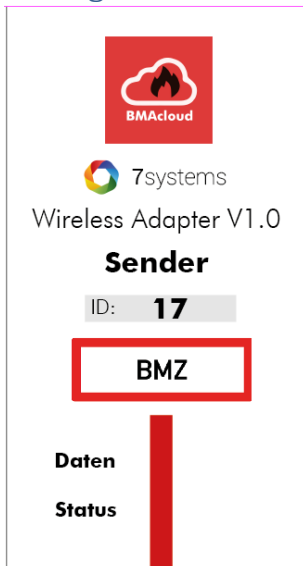 BMAcloud
7systems
Wireless Adapter V1.0
Sender
ID: 17
BMZ
Daten
Status